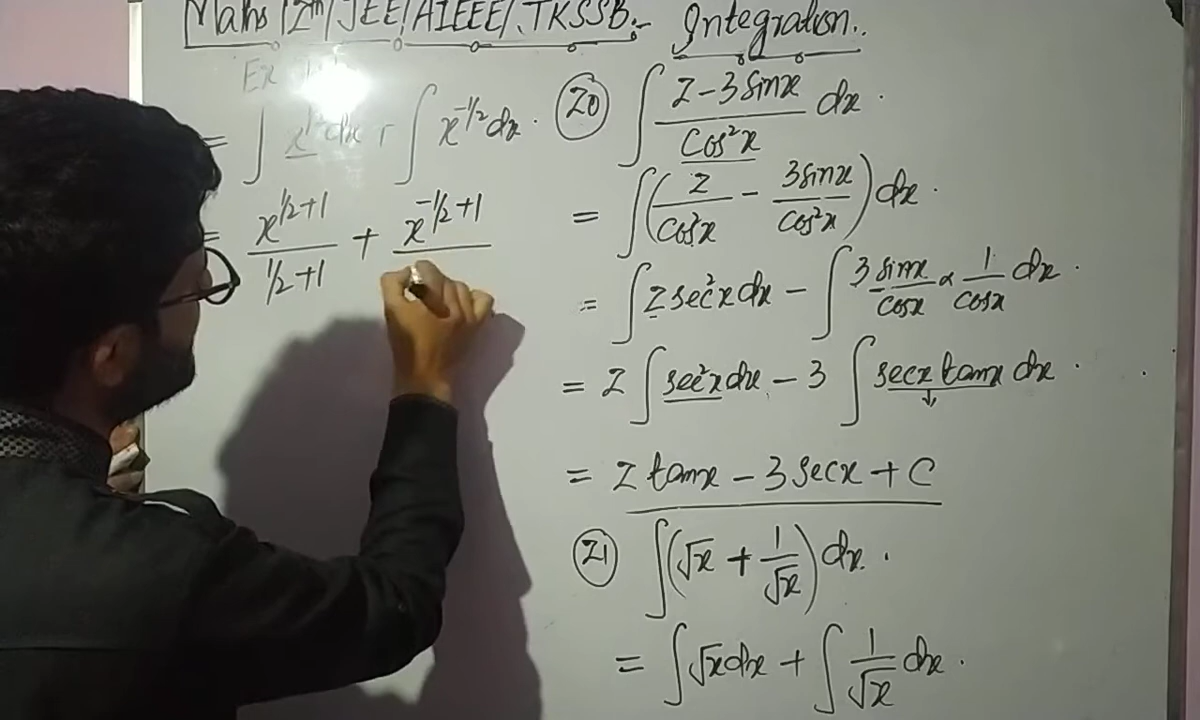 Maths 12th/JEE/AIEEE/JKSSB:- Integration..
Ex
= ∫ x^1/2 dx + ∫ x^-1/2 dx.
= x^1/2+1 / 1/2+1 + x^-1/2+1 /
(20) ∫ 2-3sinx / Cos²x dx.
= ∫ (2/cos²x - 3sinx/cos²x) dx.
= ∫ 2sec²x dx - ∫ 3 sinx/cosx × 1/cosx dx.
= 2 ∫ sec²x dx - 3 ∫ secx tanx dx.
= 2 tanx - 3 secx + C
(21) ∫ (√x + 1/√x) dx.
= ∫ √x dx + ∫ 1/√x dx.